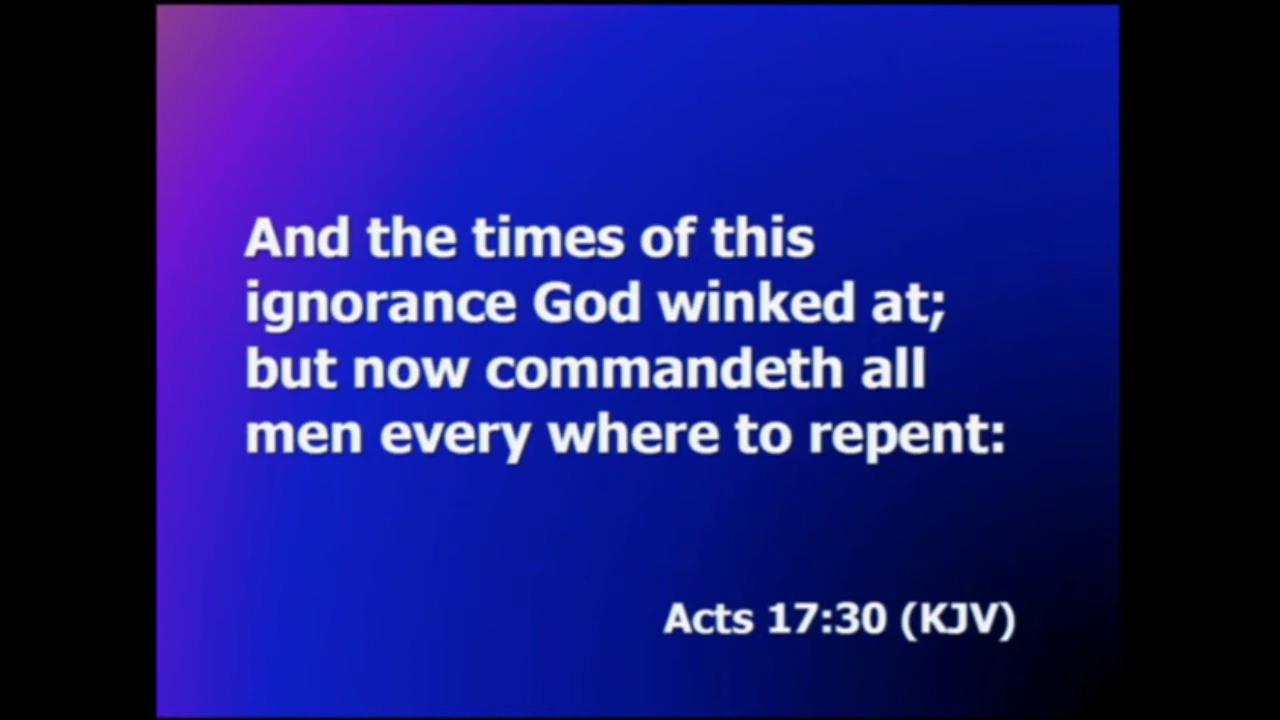 And the times of this
ignorance God winked at;
but now commandeth all
men every where to repent:
Acts 17:30 (KJV)